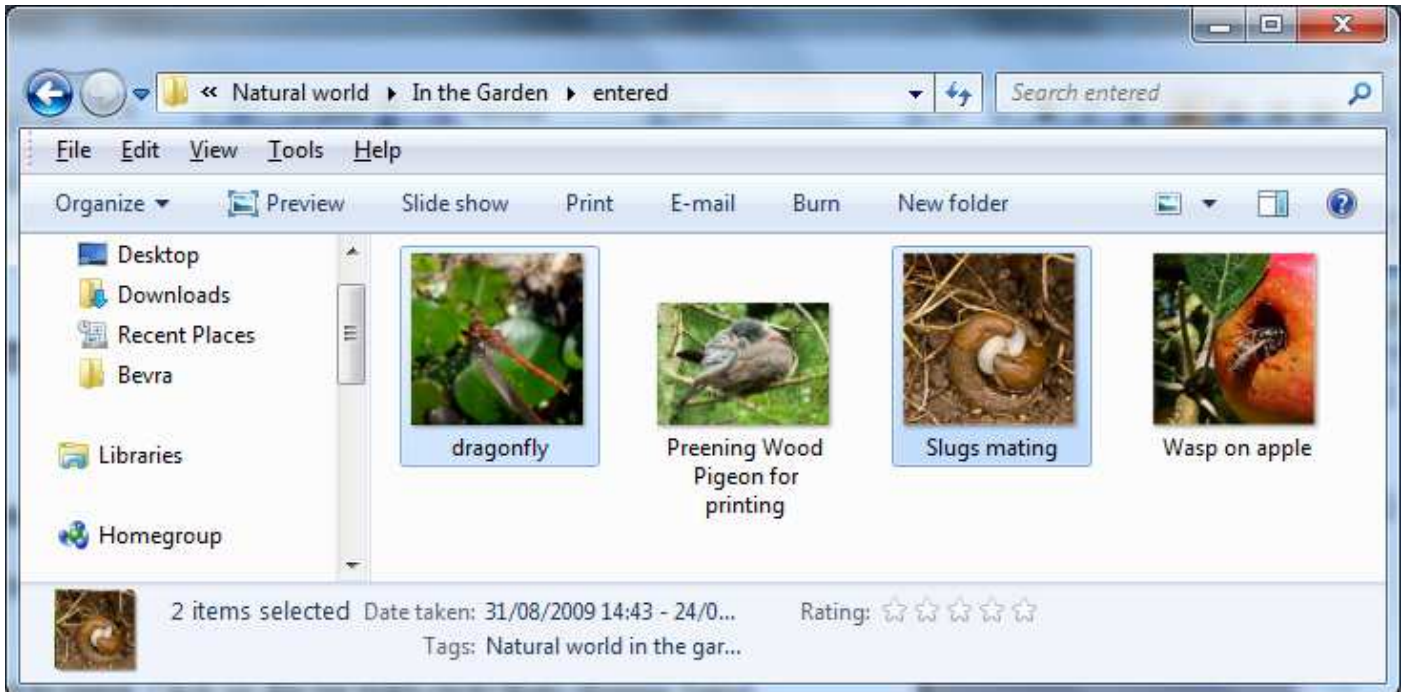 « Natural world ▸ In the Garden ▸ entered
Search entered
File Edit View Tools Help
Organize Preview Slide show Print E-mail Burn New folder
Desktop
Downloads
Recent Places
Bevra
Libraries
Homegroup
dragonfly
Preening Wood
Pigeon for
printing
Slugs mating
Wasp on apple
2 items selected Date taken: 31/08/2009 14:43 - 24/0... Rating:
Tags: Natural world in the gar...